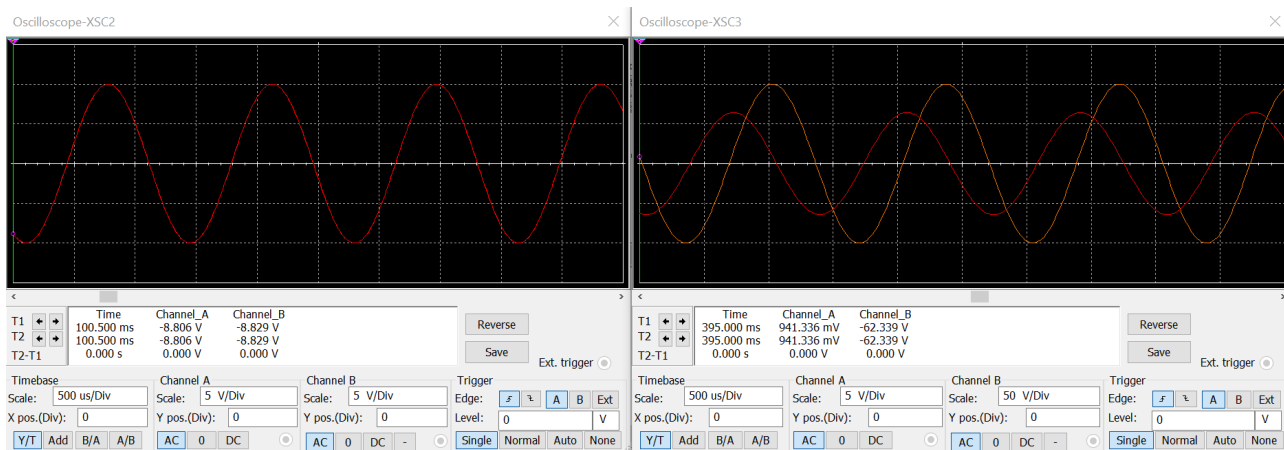 Oscilloscope-XSC2
Time Channel_A Channel_B
T1 100.500 ms -8.806 V -8.829 V
T2 100.500 ms -8.806 V -8.829 V
T2-T1 0.000 s 0.000 V 0.000 V
Reverse
Save
Ext. trigger
Timebase
Scale: 500 us/Div
X pos.(Div): 0
Y/T Add B/A A/B
Channel A
Scale: 5 V/Div
Y pos.(Div): 0
AC 0 DC
Channel B
Scale: 5 V/Div
Y pos.(Div): 0
AC 0 DC -
Trigger
Edge: A B Ext
Level: 0 V
Single Normal Auto None
Oscilloscope-XSC3
Time Channel_A Channel_B
T1 395.000 ms 941.336 mV -62.339 V
T2 395.000 ms 941.336 mV -62.339 V
T2-T1 0.000 s 0.000 V 0.000 V
Reverse
Save
Ext. trigger
Timebase
Scale: 500 us/Div
X pos.(Div): 0
Y/T Add B/A A/B
Channel A
Scale: 5 V/Div
Y pos.(Div): 0
AC 0 DC
Channel B
Scale: 50 V/Div
Y pos.(Div): 0
AC 0 DC -
Trigger
Edge: A B Ext
Level: 0 V
Single Normal Auto None